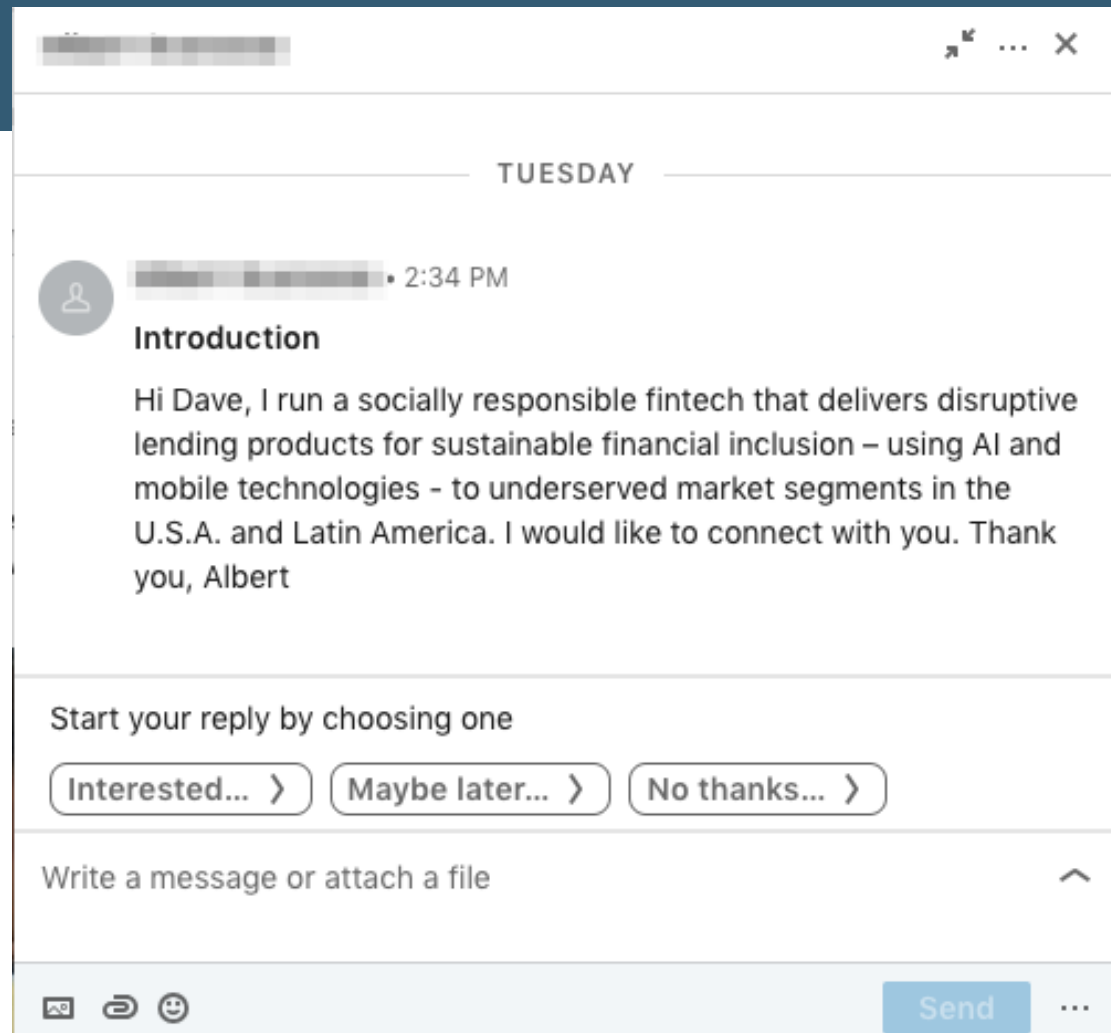 TUESDAY
• 2:34 PM
Introduction
Hi Dave, I run a socially responsible fintech that delivers disruptive
lending products for sustainable financial inclusion – using AI and
mobile technologies - to underserved market segments in the
U.S.A. and Latin America. I would like to connect with you. Thank
you, Albert
Start your reply by choosing one
Interested... Maybe later... No thanks...
Write a message or attach a file
Send ...